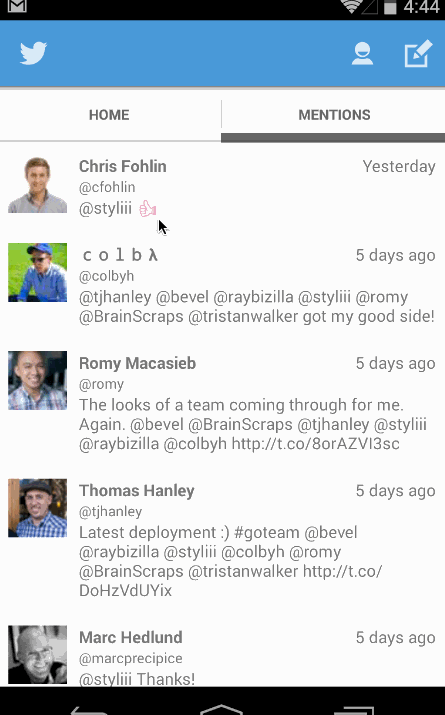 4:44
HOME MENTIONS
Chris Fohlin Yesterday
@cfohlin
@styliii 👍
c o l b λ 5 days ago
@colbyh
@tjhanley @bevel @raybizilla @styliii @romy
@BrainScraps @tristanwalker got my good side!
Romy Macasieb 5 days ago
@romy
The looks of a team coming through for me.
Again. @bevel @BrainScraps @tjhanley @styliii
@raybizilla @colbyh http://t.co/8orAZVI3sc
Thomas Hanley 5 days ago
@tjhanley
Latest deployment :) #goteam @bevel
@raybizilla @styliii @colbyh @romy
@BrainScraps @tristanwalker http://t.co/
DoHzVdUYix
Marc Hedlund 5 days ago
@marcprecipice
@styliii Thanks!